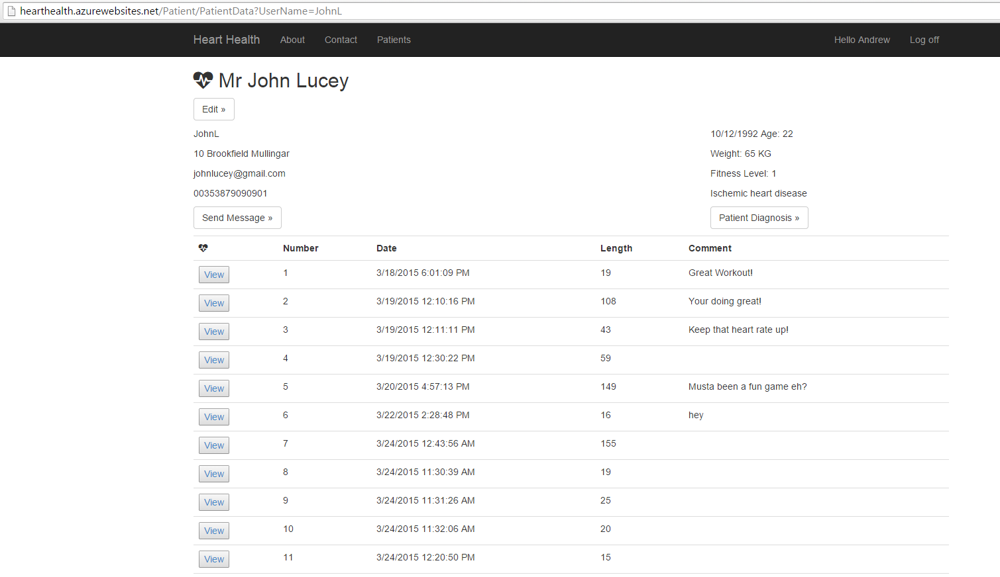 hearthealth.azurewebsites.net/Patient/PatientData?UserName=JohnL
Heart Health About Contact Patients Hello Andrew Log off
Mr John Lucey
Edit »
JohnL 10/12/1992 Age: 22
10 Brookfield Mullingar Weight: 65 KG
johnlucey@gmail.com Fitness Level: 1
00353879090901 Ischemic heart disease
Send Message » Patient Diagnosis »
Number Date Length Comment
View 1 3/18/2015 6:01:09 PM 19 Great Workout!
View 2 3/19/2015 12:10:16 PM 108 Your doing great!
View 3 3/19/2015 12:11:11 PM 43 Keep that heart rate up!
View 4 3/19/2015 12:30:22 PM 59
View 5 3/20/2015 4:57:13 PM 149 Musta been a fun game eh?
View 6 3/22/2015 2:28:48 PM 16 hey
View 7 3/24/2015 12:43:56 AM 155
View 8 3/24/2015 11:30:39 AM 19
View 9 3/24/2015 11:31:26 AM 25
View 10 3/24/2015 11:32:06 AM 20
View 11 3/24/2015 12:20:50 PM 15